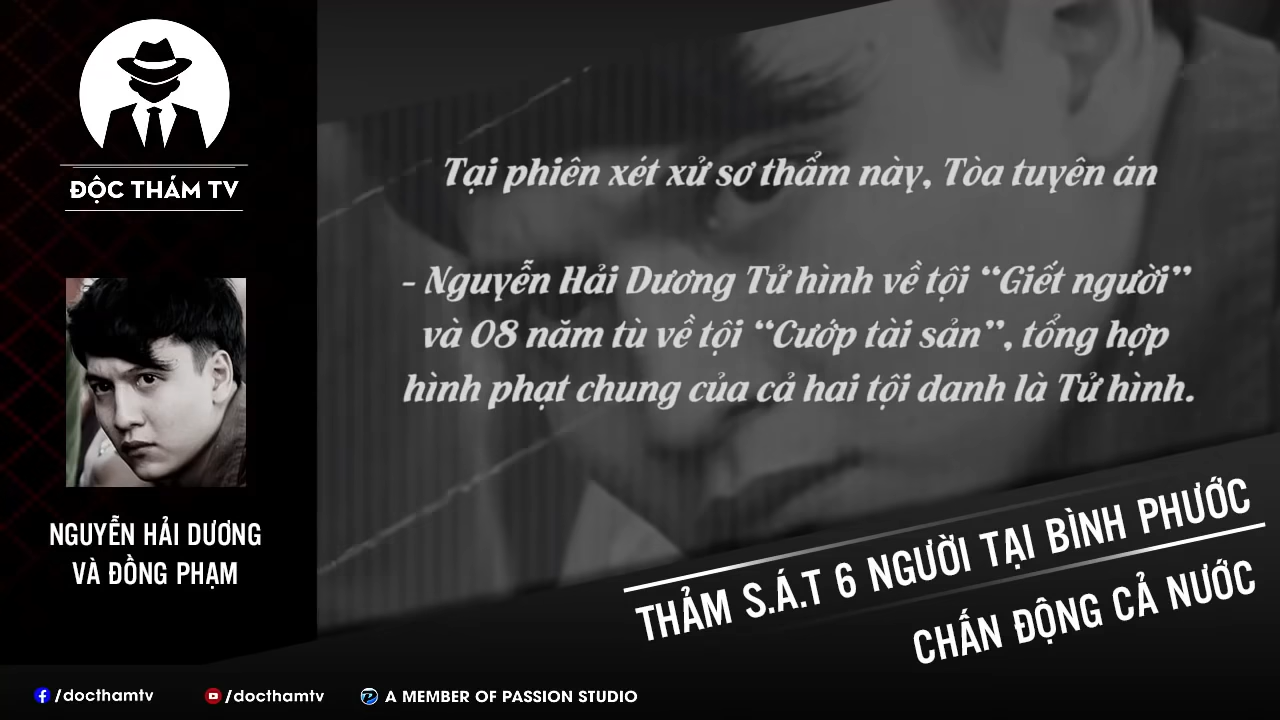 ĐỘC THÁM TV
NGUYỄN HẢI DƯƠNG
VÀ ĐỒNG PHẠM
Tại phiên xét xử sơ thẩm này, Tòa tuyên án
- Nguyễn Hải Dương Tử hình về tội “Giết người”
và 08 năm tù về tội “Cướp tài sản”, tổng hợp
hình phạt chung của cả hai tội danh là Tử hình.
THẢM S.Á.T 6 NGƯỜI TẠI BÌNH PHƯỚC
CHẤN ĐỘNG CẢ NƯỚC
/docthamtv
/docthamtv
A MEMBER OF PASSION STUDIO